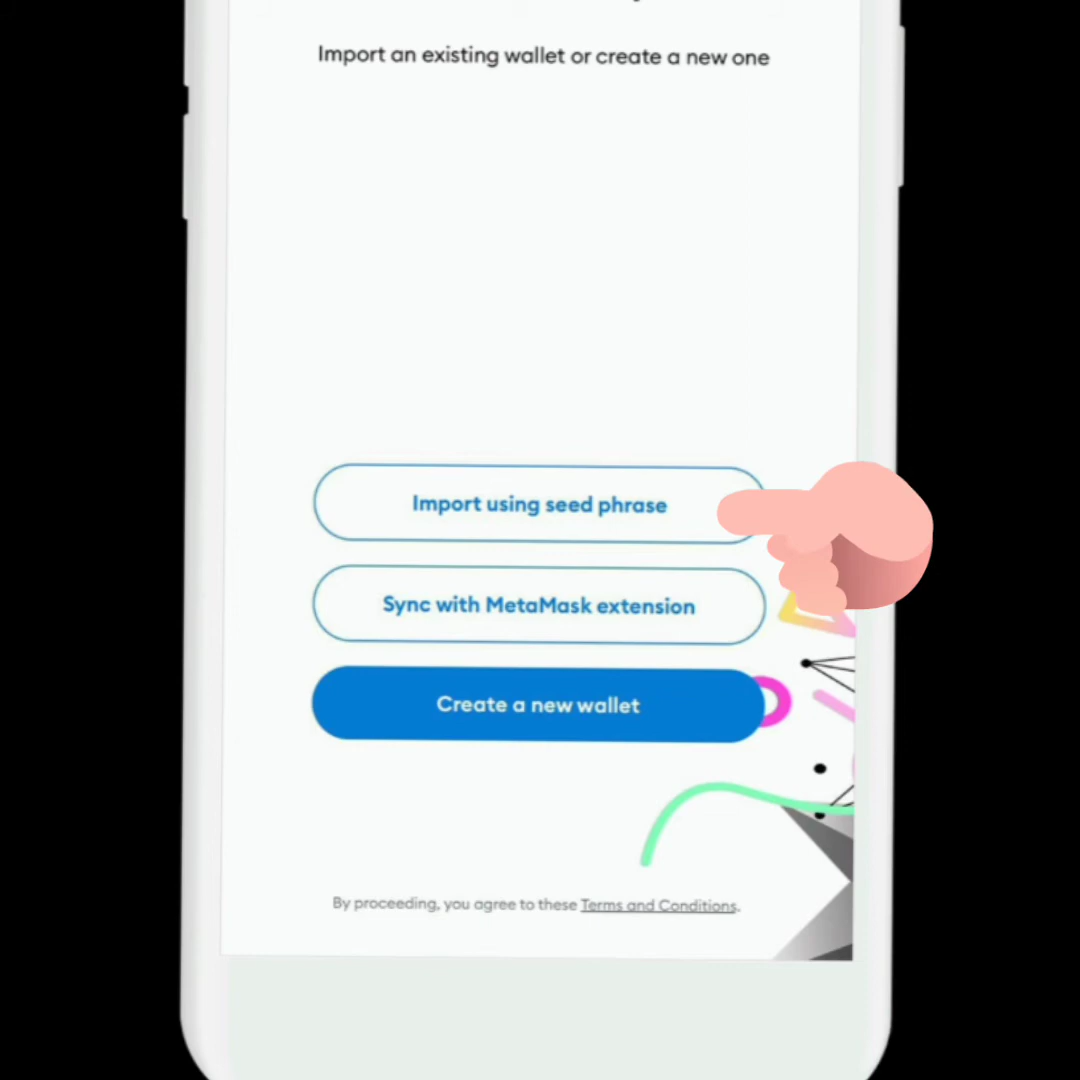 Import an existing wallet or create a new one
Import using seed phrase
Sync with MetaMask extension
Create a new wallet
By proceeding, you agree to these Terms and Conditions.